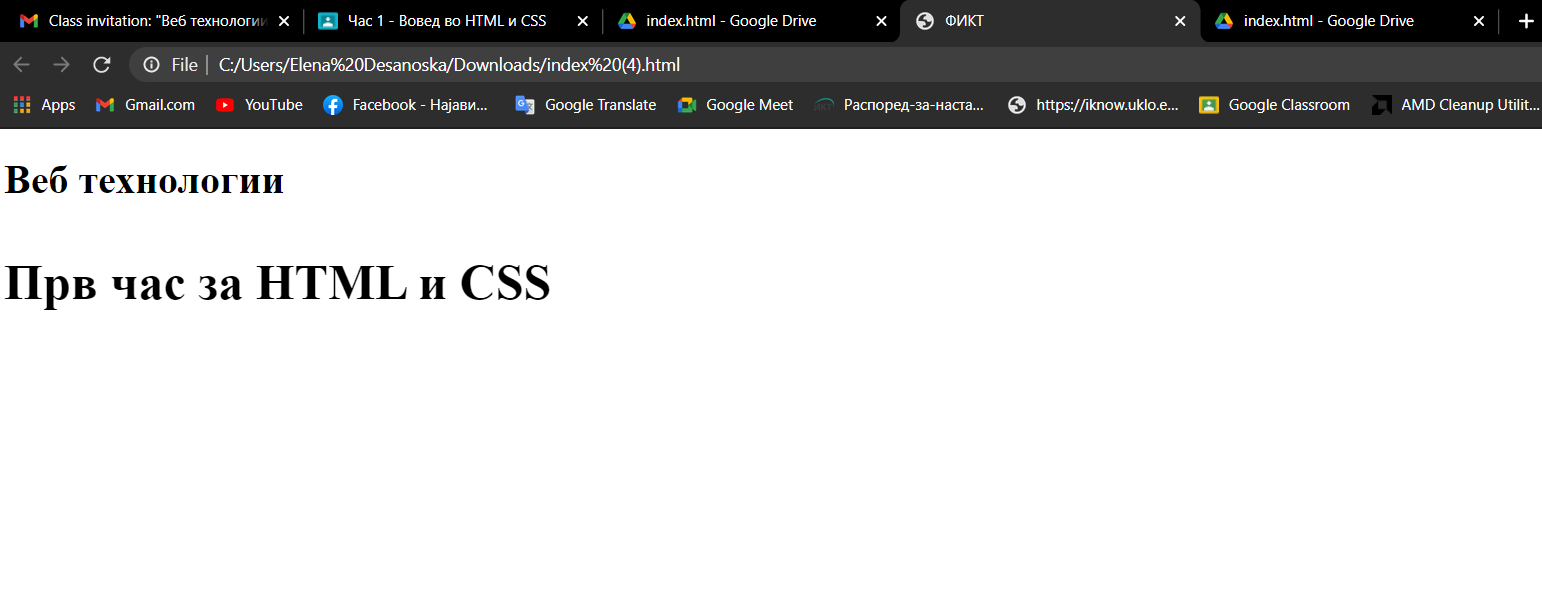 Class invitation: "Веб технологии
Час 1 - Вовед во HTML и CSS
index.html - Google Drive
ФИКТ
index.html - Google Drive
File | C:/Users/Elena%20Desanoska/Downloads/index%20(4).html
Apps
Gmail.com
YouTube
Facebook - Најави...
Google Translate
Google Meet
Распоред-за-наста...
https://iknow.uklo.e...
Google Classroom
AMD Cleanup Utilit...
Веб технологии
Прв час за HTML и CSS